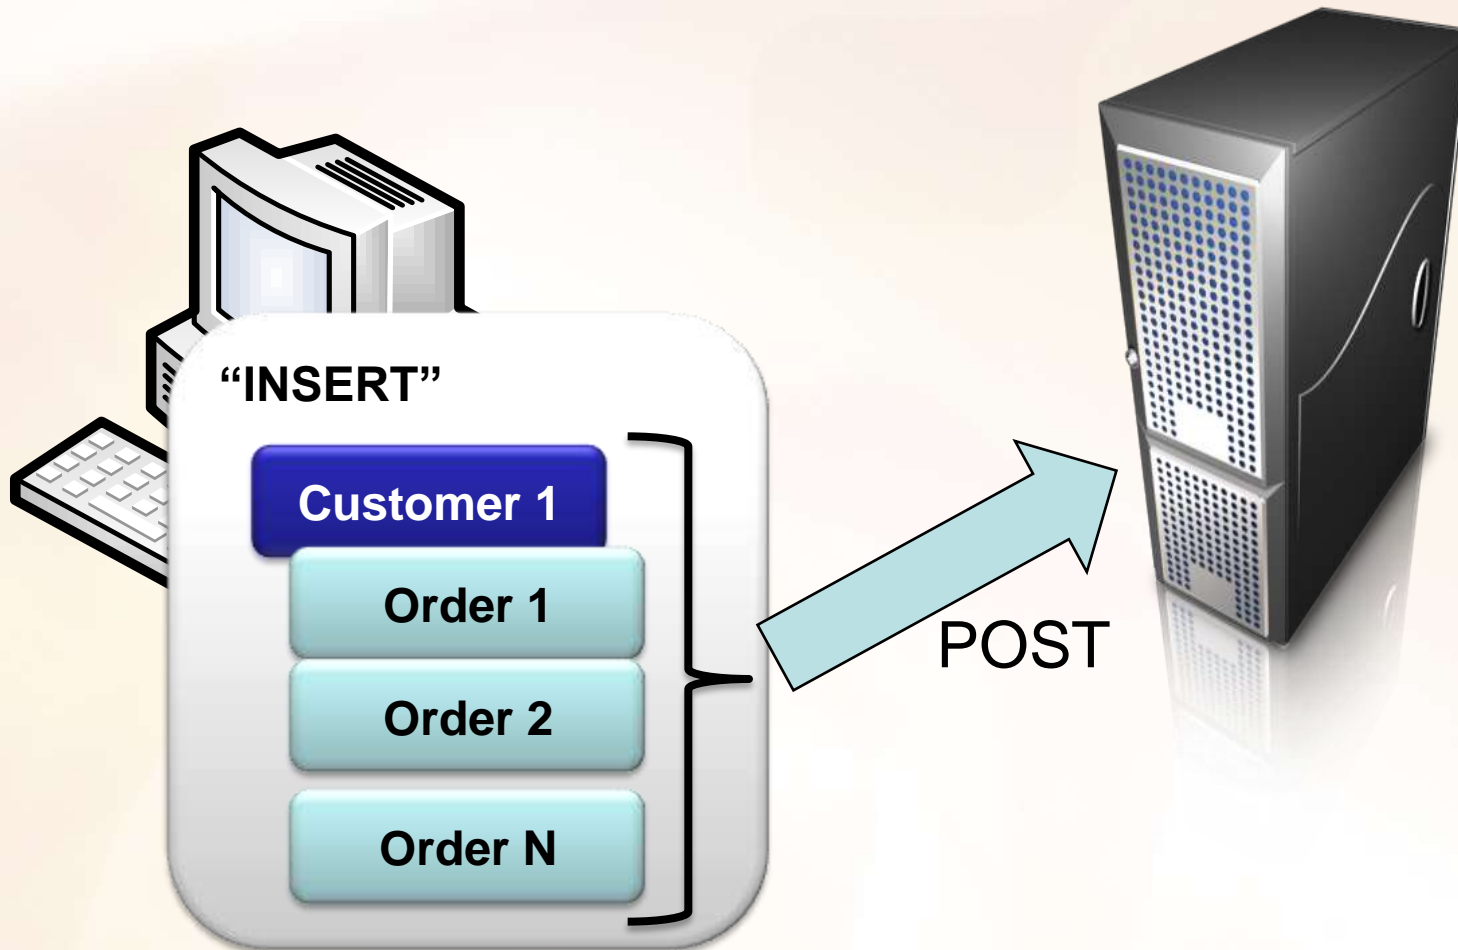 “INSERT”
Customer 1
Order 1
Order 2
Order N
POST